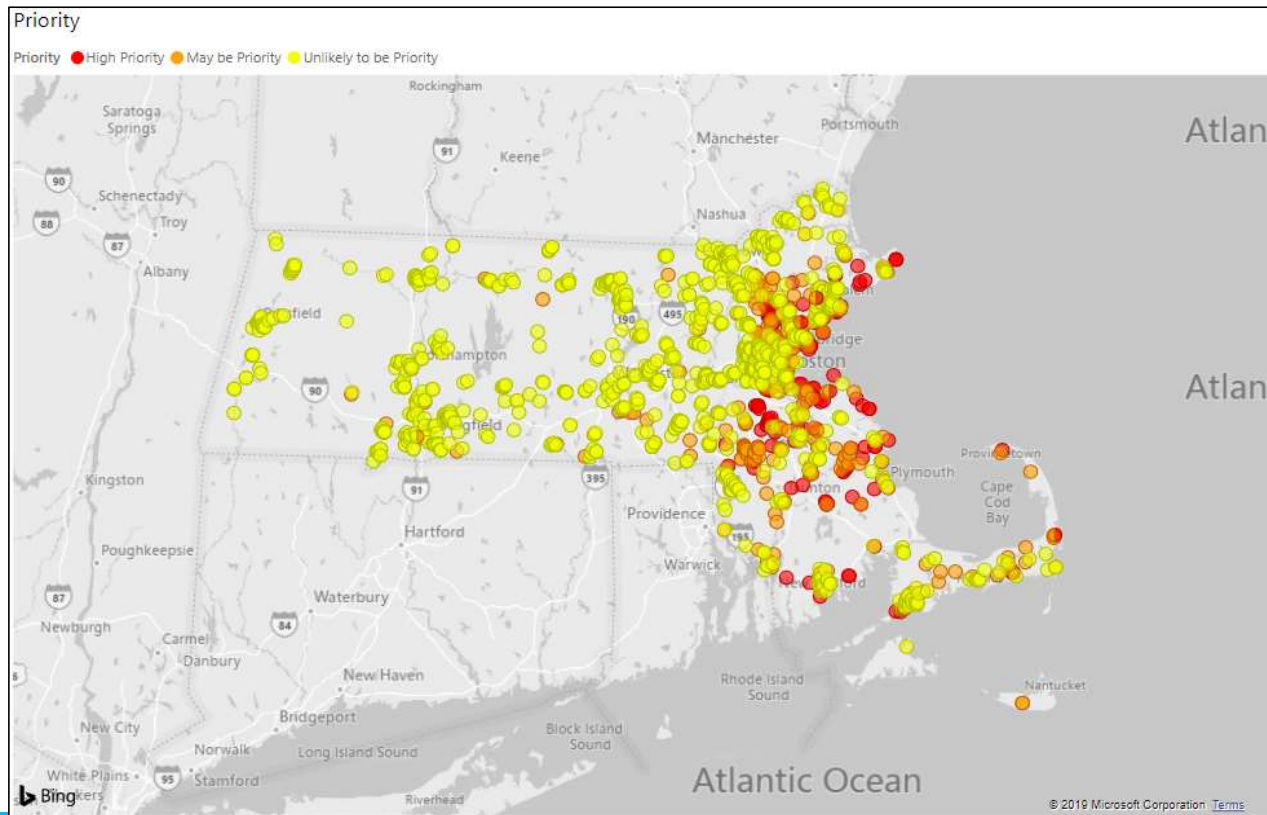 Priority
Priority High Priority May be Priority Unlikely to be Priority
Rockingham
Saratoga
Springs
Portsmouth
Manchester
Atlan
91
Keene
90
Schenectady
Nashua
88
Troy
87
Albany
190
495
Boston
Atlan
90
Kingston
91
395
Plymouth
Provincetown
Cape
Cod
Bay
Hartford
Providence
195
Poughkeepsie
Warwick
87
Waterbury
Newburgh
84
Carmel
Danbury
New Haven
Rhode Island
Sound
Nantucket
New City
Bridgeport
Block Island
Sound
Norwalk
Long Island Sound
White Plains
95
Stamford
Atlantic Ocean
Bing
Riverhead
© 2019 Microsoft Corporation Terms